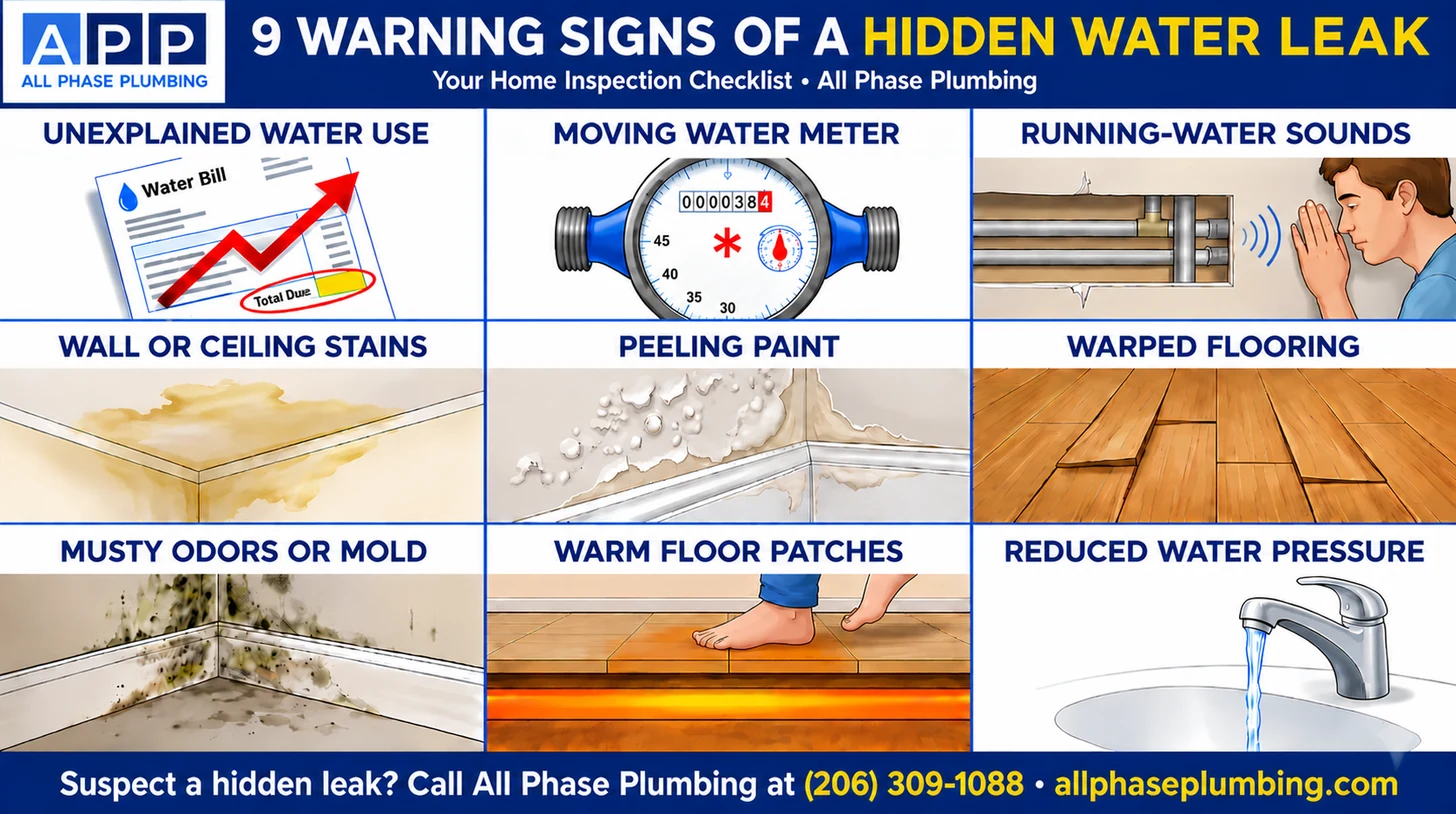 APP
ALL PHASE PLUMBING
9 WARNING SIGNS OF A HIDDEN WATER LEAK
Your Home Inspection Checklist • All Phase Plumbing
UNEXPLAINED WATER USE
Water Bill
Total Due
MOVING WATER METER
0000384
45
40
35
30
RUNNING-WATER SOUNDS
WALL OR CEILING STAINS
PEELING PAINT
WARPED FLOORING
MUSTY ODORS OR MOLD
WARM FLOOR PATCHES
REDUCED WATER PRESSURE
Suspect a hidden leak? Call All Phase Plumbing at (206) 309-1088 • allphaseplumbing.com